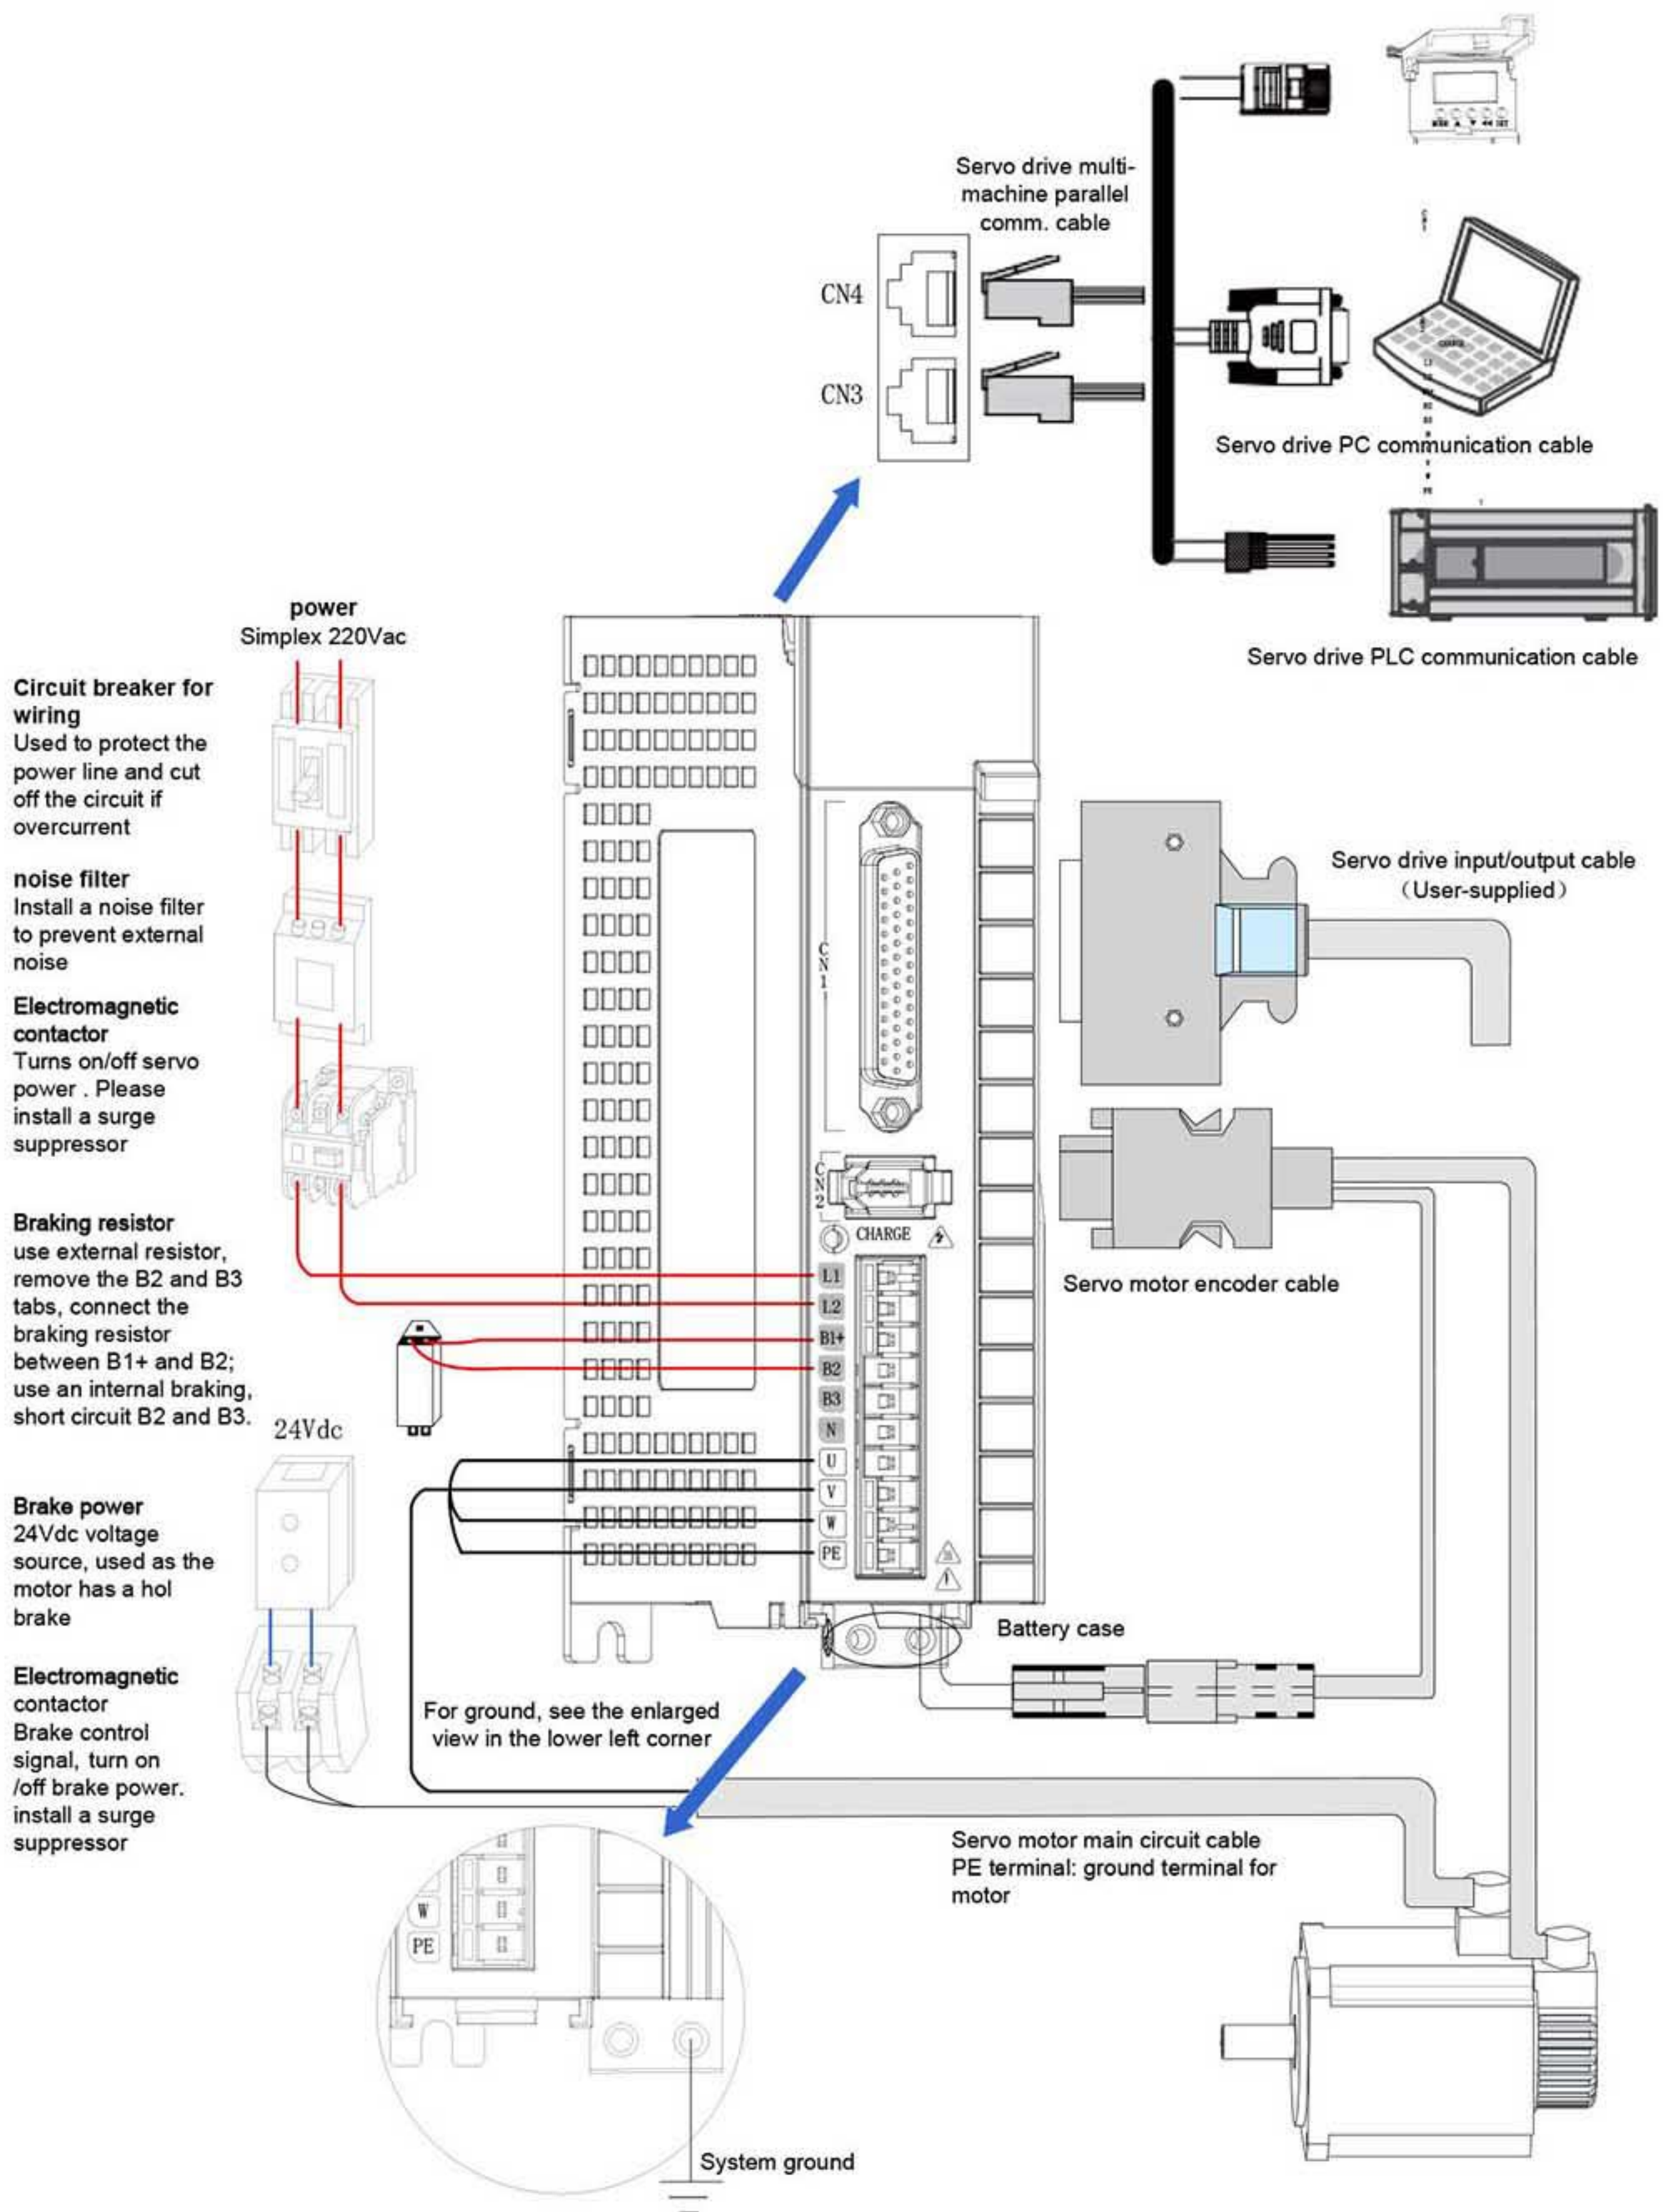 Servo drive multi-
machine parallel
comm. cable
CN4
CN3
Servo drive PC communication cable
Servo drive PLC communication cable
power
Simplex 220Vac
Circuit breaker for
wiring
Used to protect the
power line and cut
off the circuit if
overcurrent
noise filter
Install a noise filter
to prevent external
noise
Electromagnetic
contactor
Turns on/off servo
power . Please
install a surge
suppressor
Braking resistor
use external resistor,
remove the B2 and B3
tabs, connect the
braking resistor
between B1+ and B2;
use an internal braking,
short circuit B2 and B3.
24Vdc
Brake power
24Vdc voltage
source, used as the
motor has a hol
brake
Electromagnetic
contactor
Brake control
signal, turn on
/off brake power.
install a surge
suppressor
CN1
CN2
CHARGE
L1
L2
B1+
B2
B3
N
U
V
W
PE
Servo drive input/output cable
（User-supplied）
Servo motor encoder cable
Battery case
For ground, see the enlarged
view in the lower left corner
Servo motor main circuit cable
PE terminal: ground terminal for
motor
W
PE
System ground